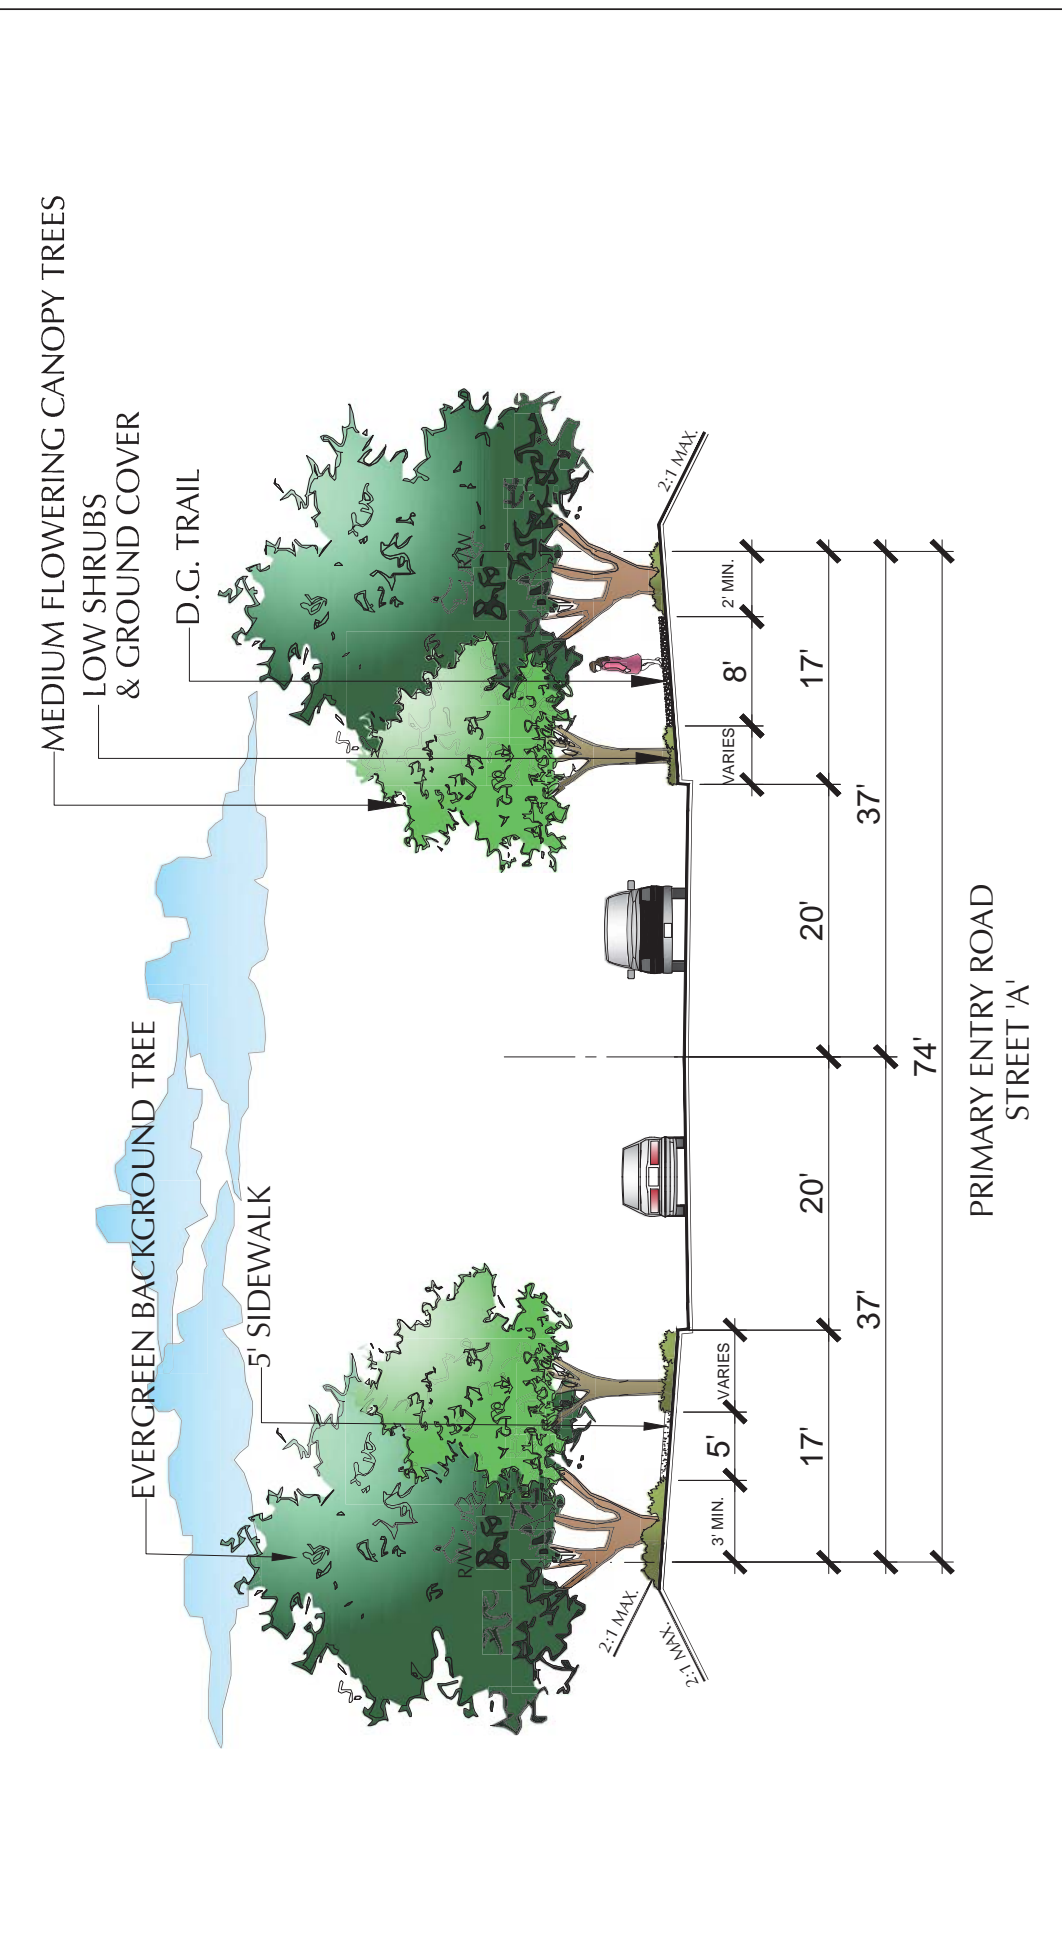 MEDIUM FLOWERING CANOPY TREES
LOW SHRUBS
& GROUND COVER
D.G. TRAIL
EVERGREEN BACKGROUND TREE
5' SIDEWALK
R/W
R/W
2:1 MAX.
2:1 MAX.
2:1 MAX.
3' MIN.
5'
VARIES
VARIES
8'
2' MIN.
17'
20'
20'
17'
37'
37'
74'
PRIMARY ENTRY ROAD
STREET 'A'